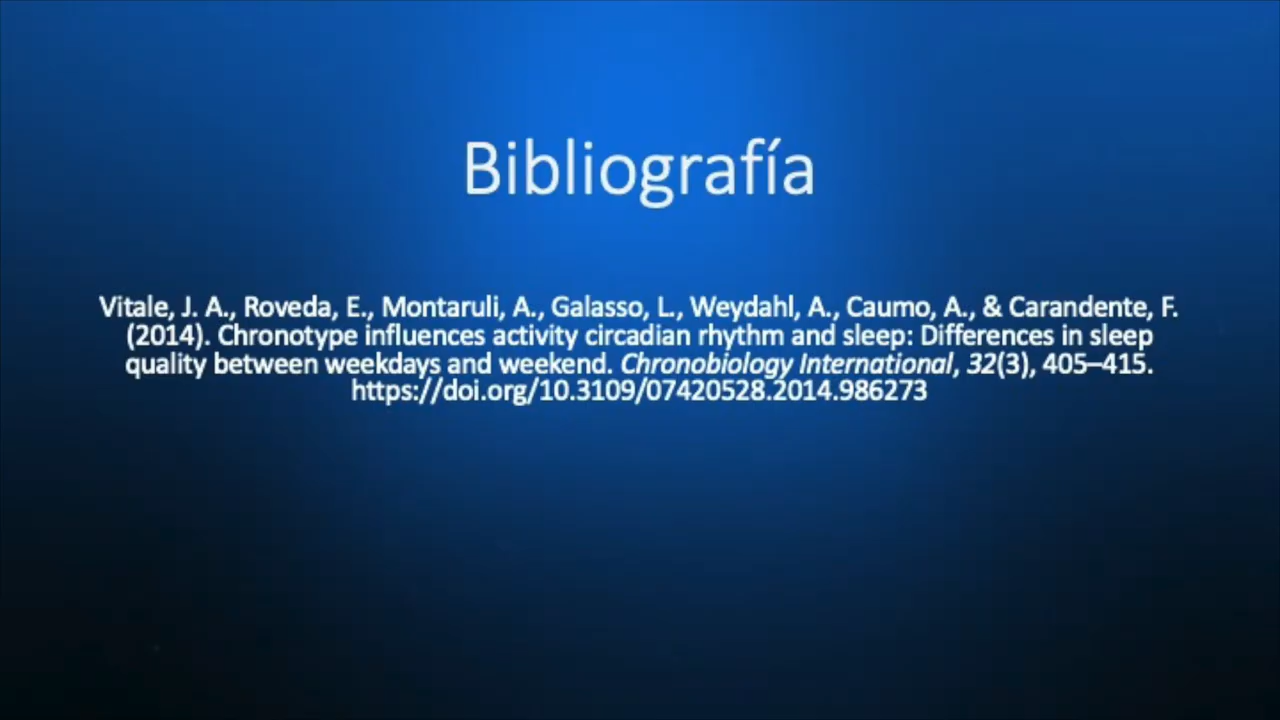 Bibliografía
Vitale, J. A., Roveda, E., Montaruli, A., Galasso, L., Weydahl, A., Caumo, A., & Carandente, F.
(2014). Chronotype influences activity circadian rhythm and sleep: Differences in sleep
quality between weekdays and weekend. Chronobiology International, 32(3), 405–415.
https://doi.org/10.3109/07420528.2014.986273